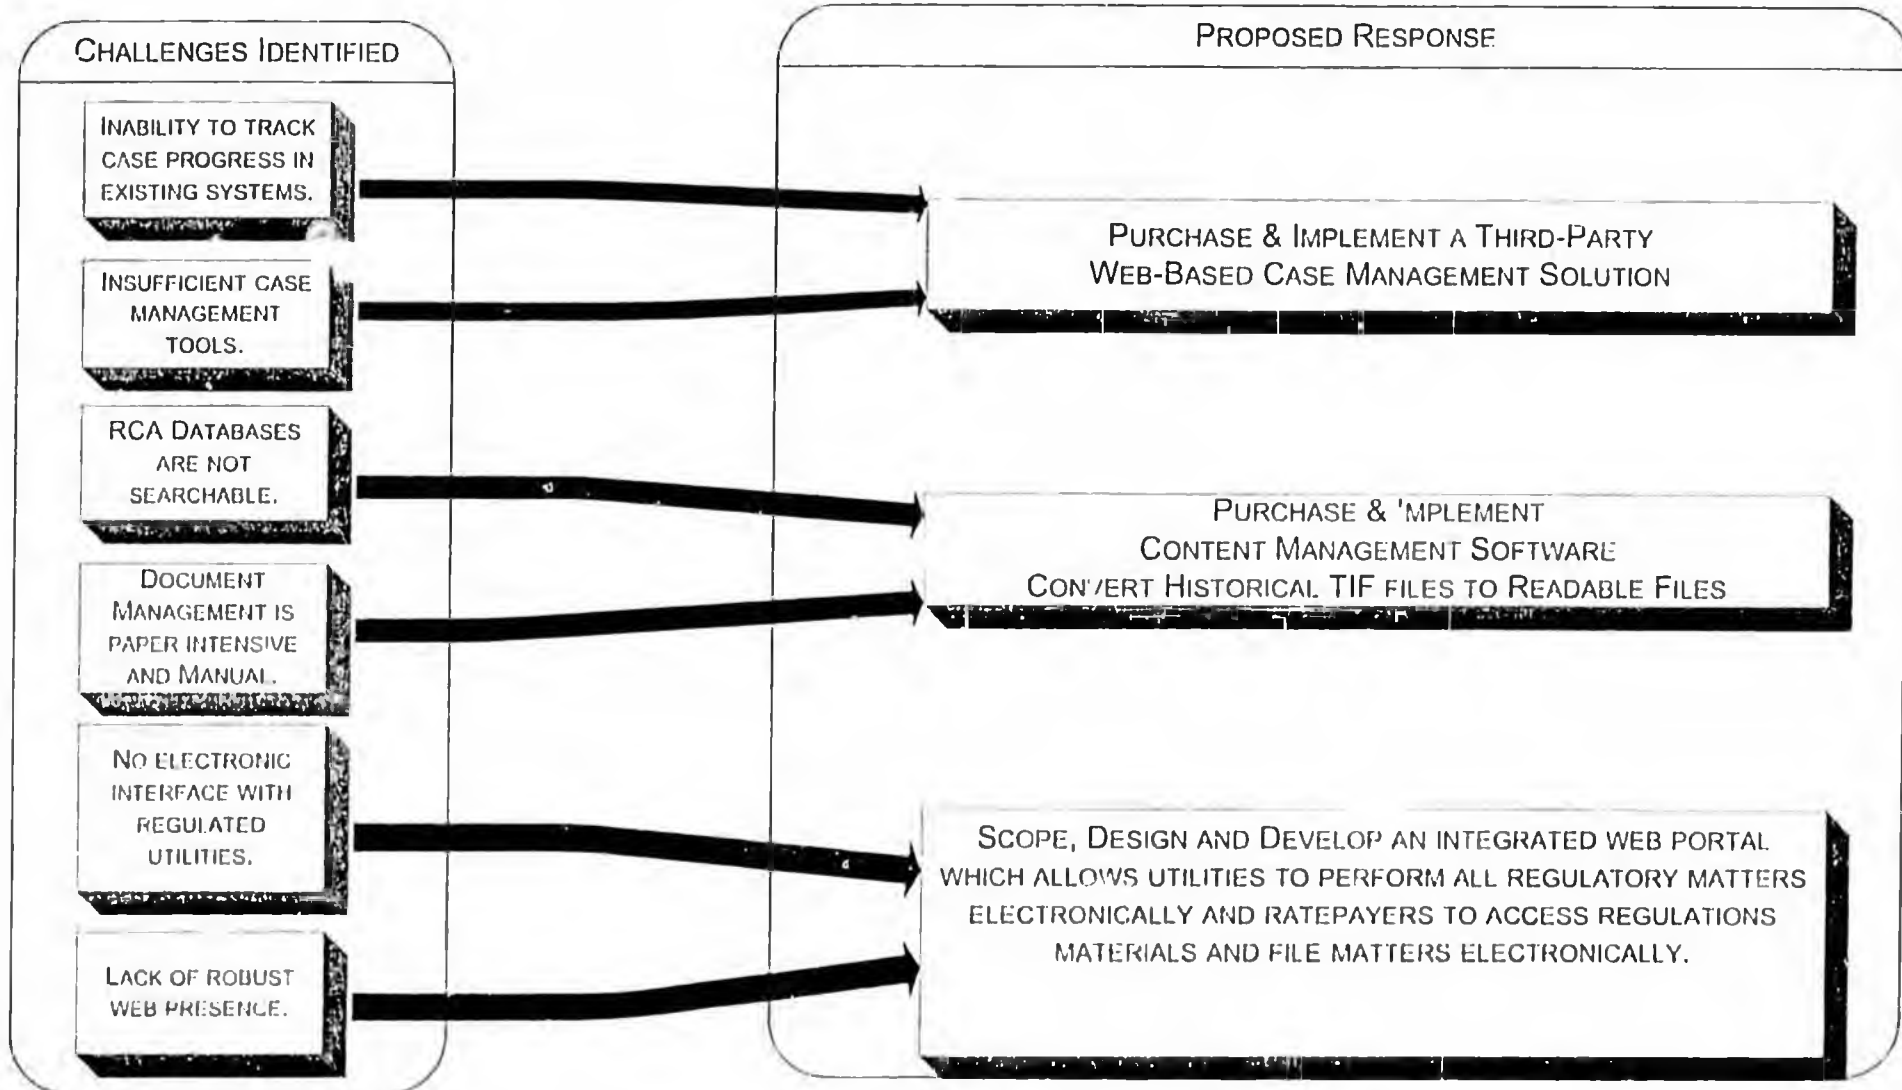 CHALLENGES IDENTIFIED
INABILITY TO TRACK
CASE PROGRESS IN
EXISTING SYSTEMS.
INSUFFICIENT CASE
MANAGEMENT
TOOLS.
RCA DATABASES
ARE NOT
SEARCHABLE.
DOCUMENT
MANAGEMENT IS
PAPER INTENSIVE
AND MANUAL.
NO ELECTRONIC
INTERFACE WITH
REGULATED
UTILITIES.
LACK OF ROBUST
WEB PRESENCE.
PROPOSED RESPONSE
PURCHASE & IMPLEMENT A THIRD-PARTY
WEB-BASED CASE MANAGEMENT SOLUTION
PURCHASE & IMPLEMENT
CONTENT MANAGEMENT SOFTWARE
CONVERT HISTORICAL TIF FILES TO READABLE FILES
SCOPE, DESIGN AND DEVELOP AN INTEGRATED WEB PORTAL
WHICH ALLOWS UTILITIES TO PERFORM ALL REGULATORY MATTERS
ELECTRONICALLY AND RATEPAYERS TO ACCESS REGULATIONS
MATERIALS AND FILE MATTERS ELECTRONICALLY.